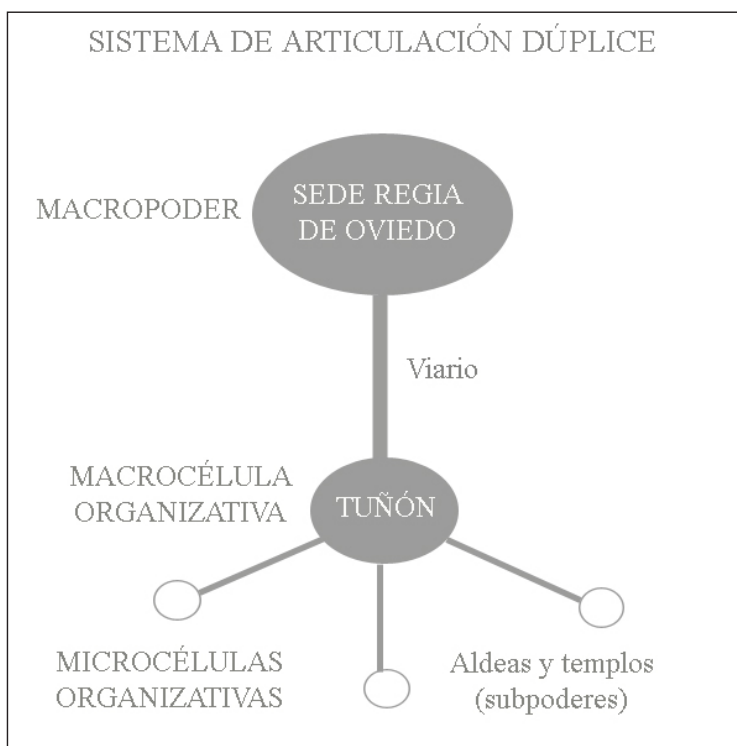 SISTEMA DE ARTICULACIÓN DÚPLICE
MACROPODER
SEDE REGIA
DE OVIEDO
Viario
MACROCÉLULA
ORGANIZATIVA
TUÑÓN
MICROCÉLULAS
ORGANIZATIVAS
Aldeas y templos
(subpoderes)